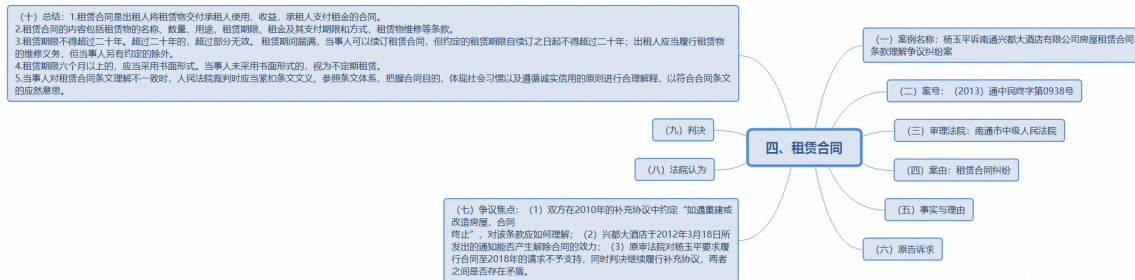 四、租赁合同
（一）案例名称：杨玉平诉南通兴都大酒店有限公司房屋租赁合同
条款理解争议纠纷案
（二）案号：（2013）通中民终字第0938号
（三）审理法院：南通市中级人民法院
（四）案由：租赁合同纠纷
（五）事实与理由
（六）原告诉求
（七）争议焦点：（1）双方在2010年的补充协议中约定“如遇重建或
改造房屋，合同
终止”，对该条款应如何理解；（2）兴都大酒店于2012年3月18日所
发出的通知能否产生解除合同的效力；（3）原审法院对杨玉平要求履
行合同至2018年的请求不予支持，同时判决继续履行补充协议，两者
之间是否存在矛盾。
（八）法院认为
（九）判决
（十）总结：1.租赁合同是出租人将租赁物交付承租人使用、收益，承租人支付租金的合同。
2.租赁合同的内容包括租赁物的名称、数量、用途、租赁期限、租金及其支付期限和方式、租赁物维修等条款。
3.租赁期限不得超过二十年。超过二十年的，超过部分无效。 租赁期间届满，当事人可以续订租赁合同，但约定的租赁期限自续订之日起不得超过二十年；出租人应当履行租赁物
的维修义务，但当事人另有约定的除外。
4.租赁期限六个月以上的，应当采用书面形式。当事人未采用书面形式的，视为不定期租赁。
5.当事人对租赁合同条文理解不一致时，人民法院裁判时应当紧扣条文文义、参照条文体系、把握合同目的、体现社会习惯以及遵循诚实信用的原则进行合理解释，以符合合同条文
的应然意思。